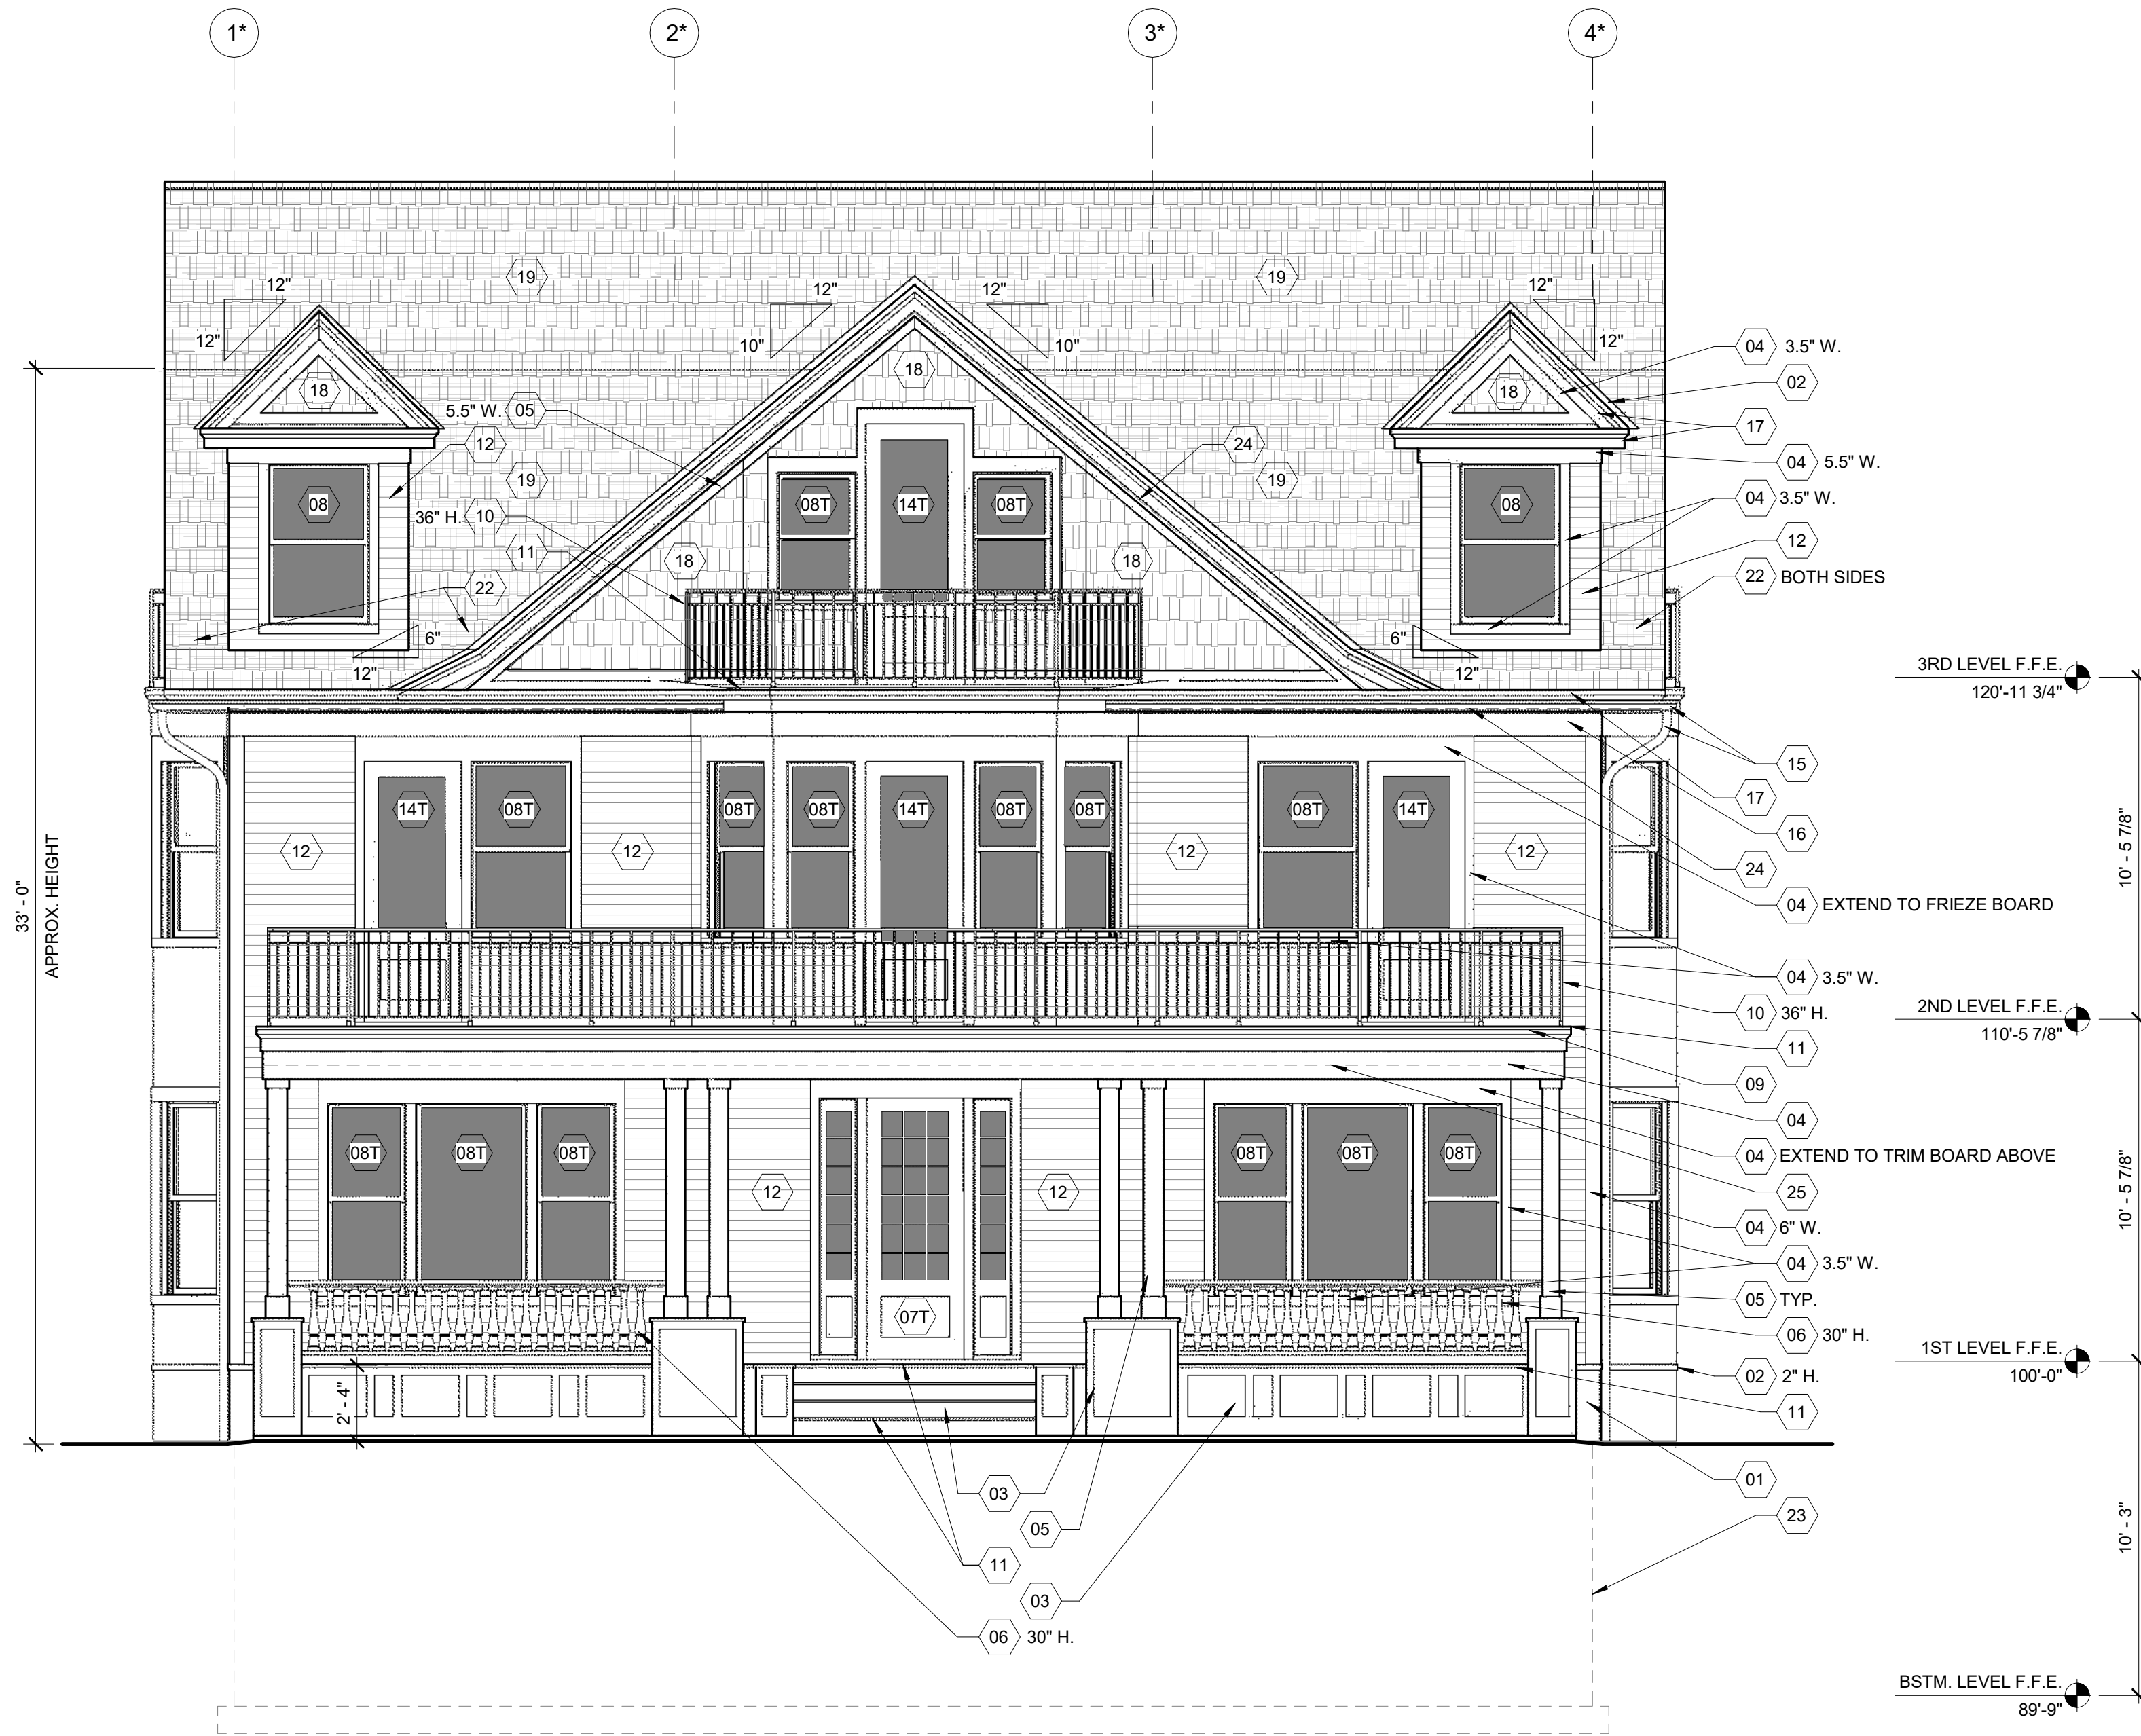 1* 2* 3* 4*
19 19
12" 12" 12" 12"
12" 10" 10" 12"
04 3.5" W.
18 18 18
02
5.5" W. 05
17
12 24
04 5.5" W.
19 19
04 3.5" W.
08 08T 14T 08T 08
36" H. 10
12
11
18 18
22 BOTH SIDES
22
6" 6"
12" 12"
3RD LEVEL F.F.E.
120'-11 3/4"
15
17
14T 08T 08T 08T 14T 08T 08T 08T 14T
16
12 12 12 12
24
33' - 0"
APPROX. HEIGHT
10' - 5 7/8"
04 EXTEND TO FRIEZE BOARD
04 3.5" W.
10 36" H.
2ND LEVEL F.F.E.
110'-5 7/8"
11
09
04
08T 08T 08T 08T 08T 08T
04 EXTEND TO TRIM BOARD ABOVE
12 12
25
10' - 5 7/8"
04 6" W.
04 3.5" W.
05 TYP.
07T
06 30" H.
1ST LEVEL F.F.E.
100'-0"
02 2" H.
2' - 4"
11
01
03
23
05
10' - 3"
11
03
06 30" H.
BSTM. LEVEL F.F.E.
89'-9"